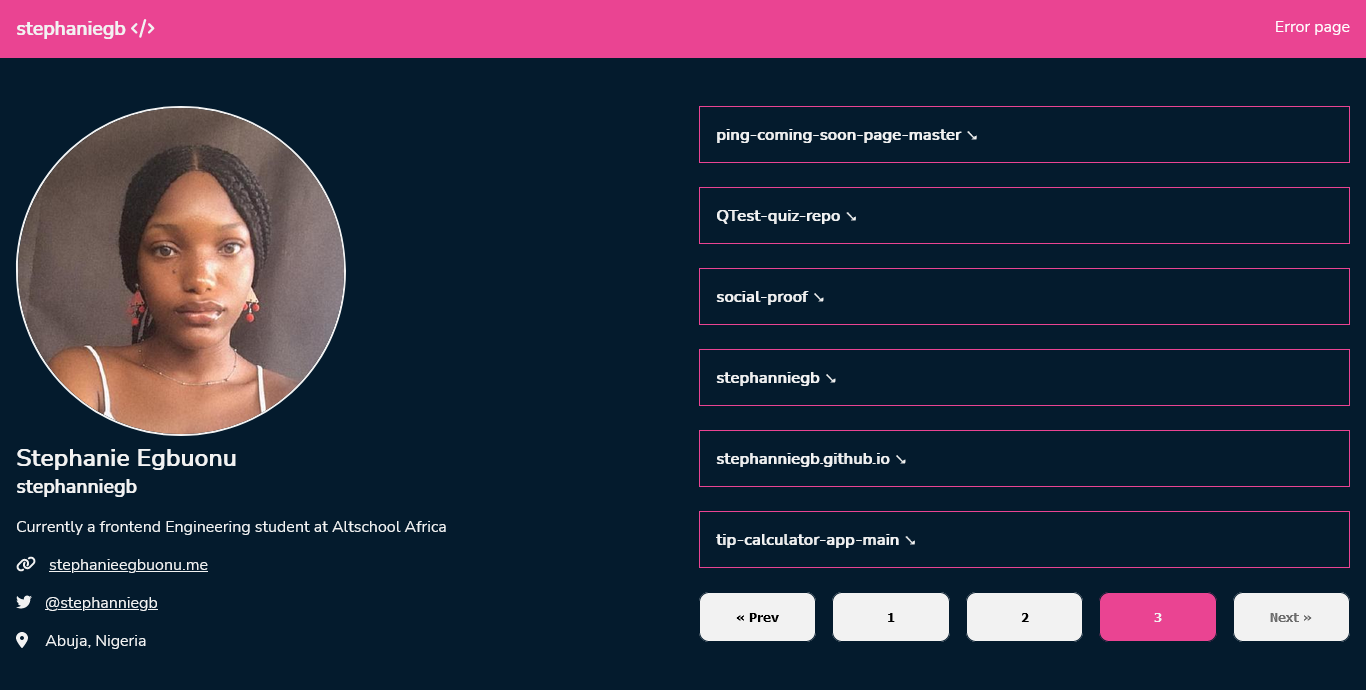 stephaniegb </>
Error page
Stephanie Egbuonu
stephanniegb
Currently a frontend Engineering student at Altschool Africa
stephanieegbuonu.me
@stephanniegb
Abuja, Nigeria
ping-coming-soon-page-master ↘
QTest-quiz-repo ↘
social-proof ↘
stephanniegb ↘
stephanniegb.github.io ↘
tip-calculator-app-main ↘
« Prev 1 2 3 Next »